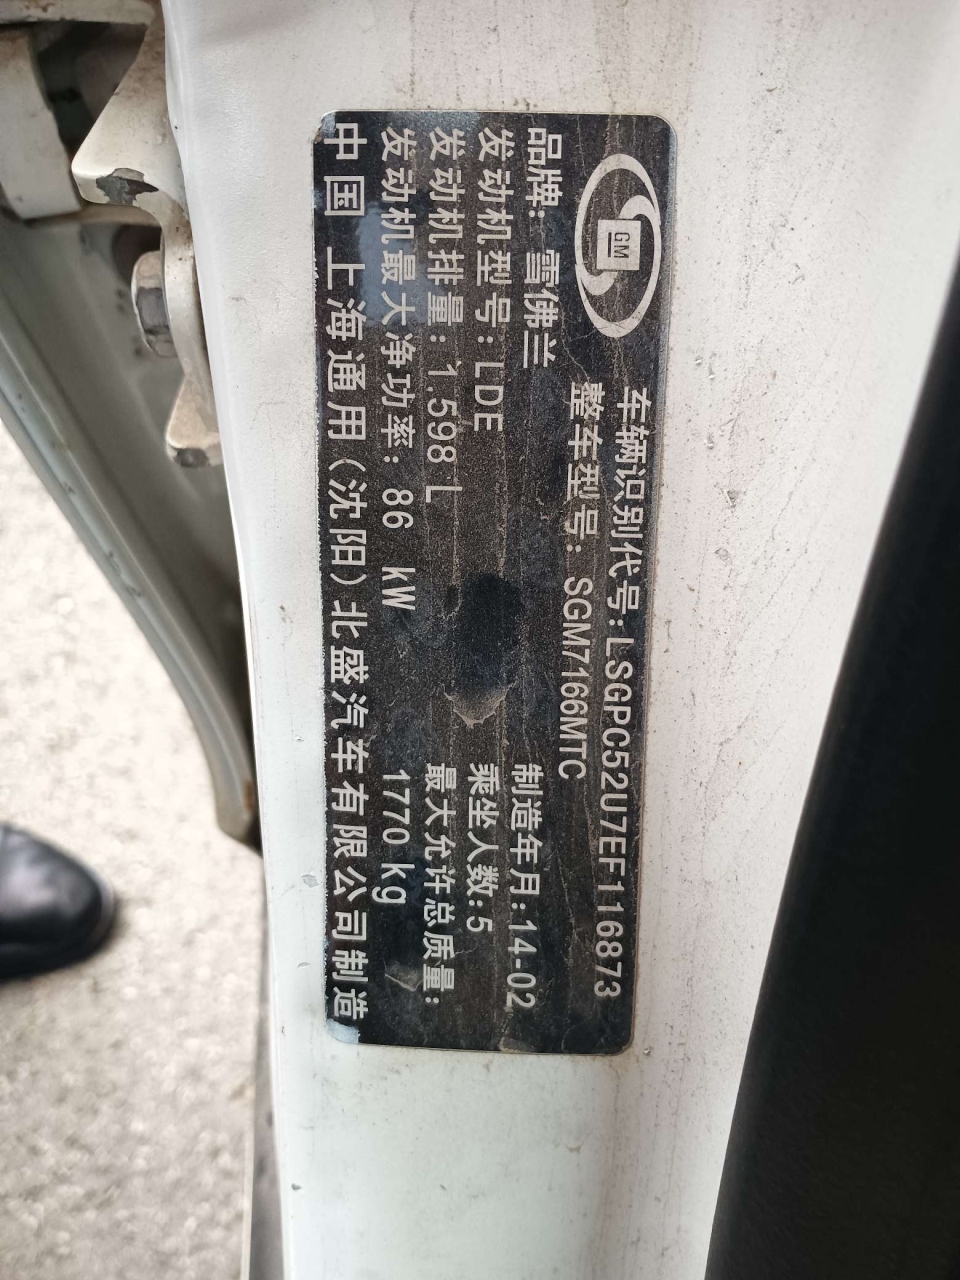 GM
车辆识别代号:LSGPC52U7EF116873
整车型号: SGM7166MTC
品牌: 雪佛兰
制造年月:14-02
发动机型号:LDE
乘坐人数:5
发动机排量: 1.598 L
最大允许总质量:
发动机最大净功率: 86 kW
1770 kg
中国 上海通用(沈阳)北盛汽车有限公司制造